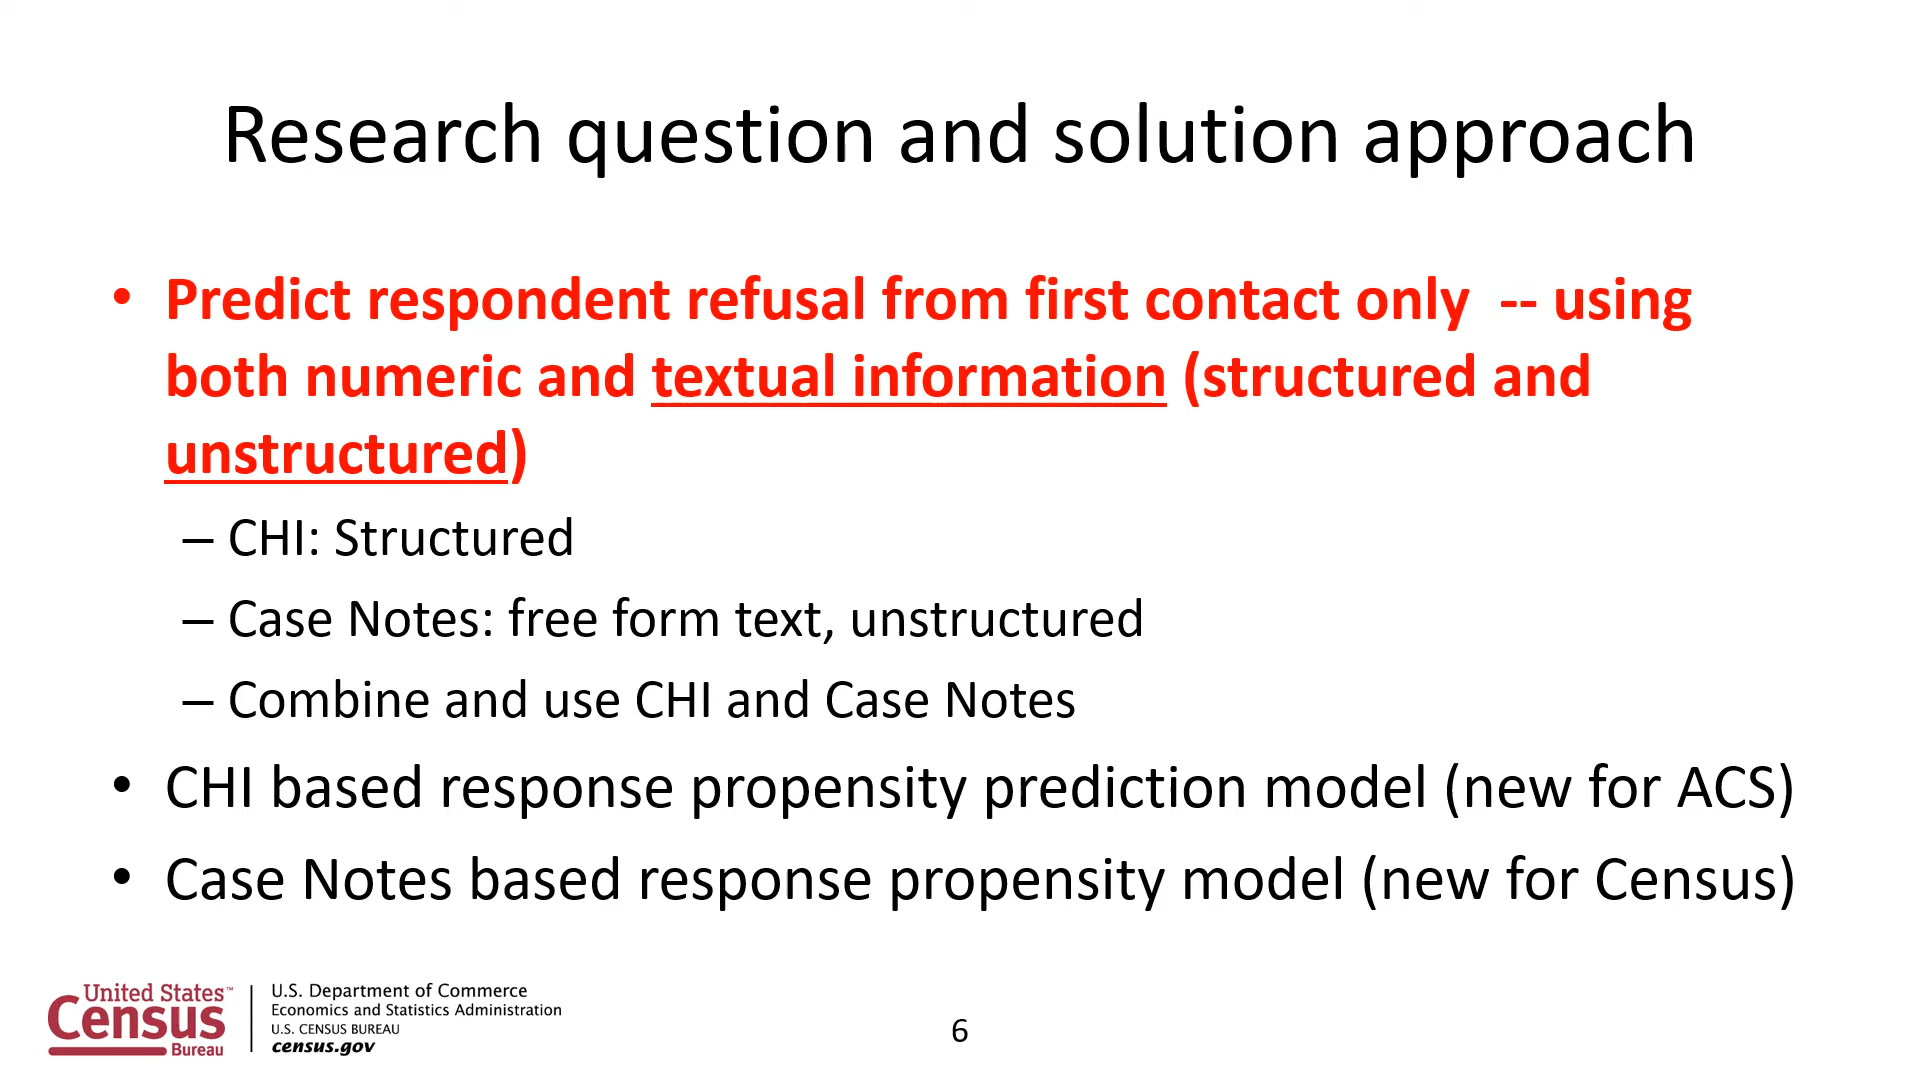 Research question and solution approach
• Predict respondent refusal from first contact only -- using
both numeric and textual information (structured and
unstructured)
– CHI: Structured
– Case Notes: free form text, unstructured
– Combine and use CHI and Case Notes
• CHI based response propensity prediction model (new for ACS)
• Case Notes based response propensity model (new for Census)
United States™
Census
Bureau
U.S. Department of Commerce
Economics and Statistics Administration
U.S. CENSUS BUREAU
census.gov
6